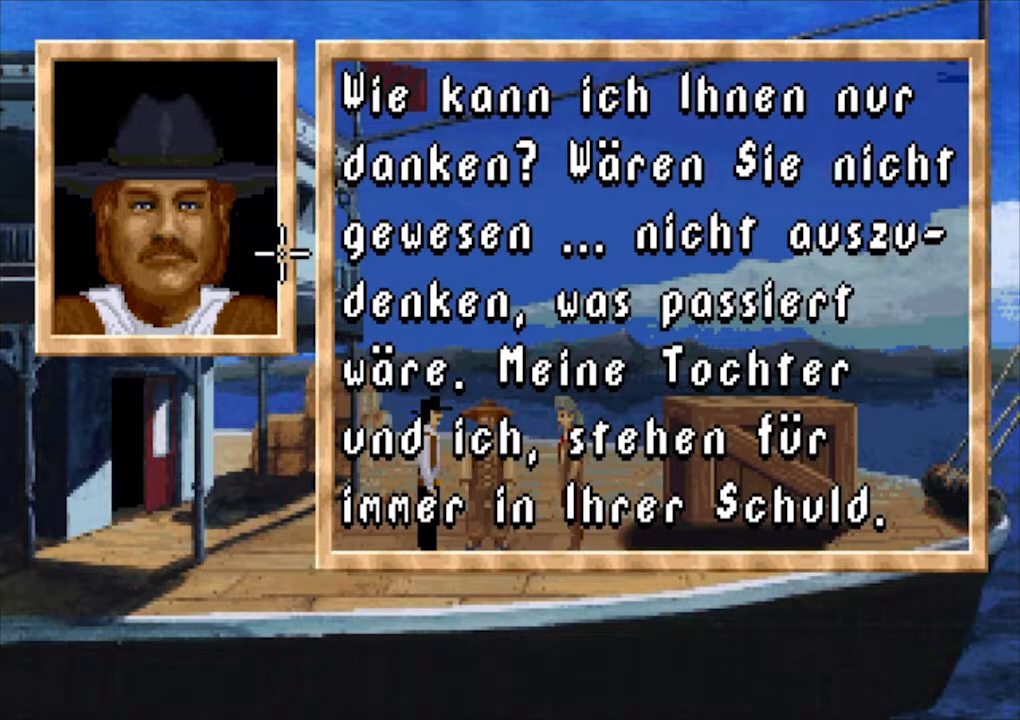 Wie kann ich Ihnen nur
danken? Wären Sie nicht
gewesen ... nicht auszu-
denken, was passiert
wäre. Meine Tochter
und ich, stehen für
immer in Ihrer Schuld.